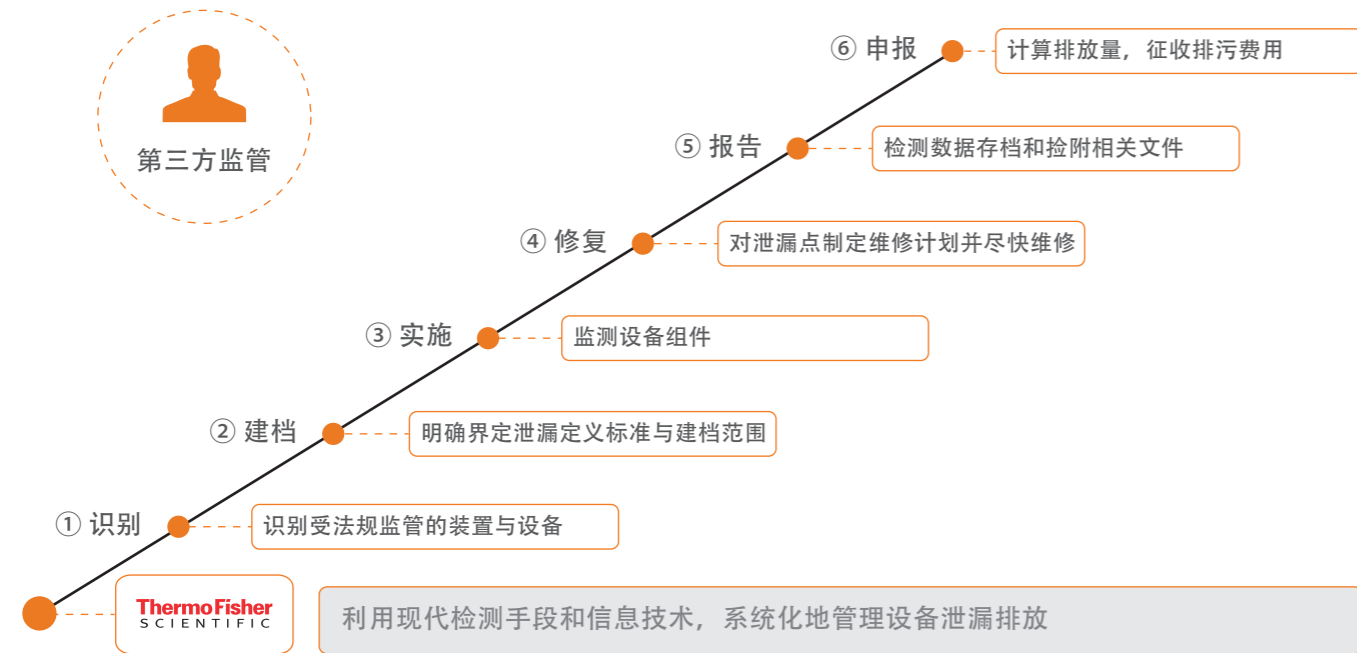 ⑥ 申报
计算排放量，征收排污费用
第三方监管
⑤ 报告
检测数据存档和捡附相关文件
④ 修复
对泄漏点制定维修计划并尽快维修
③ 实施
监测设备组件
② 建档
明确界定泄漏定义标准与建档范围
① 识别
识别受法规监管的装置与设备
ThermoFisher
SCIENTIFIC
利用现代检测手段和信息技术，系统化地管理设备泄漏排放